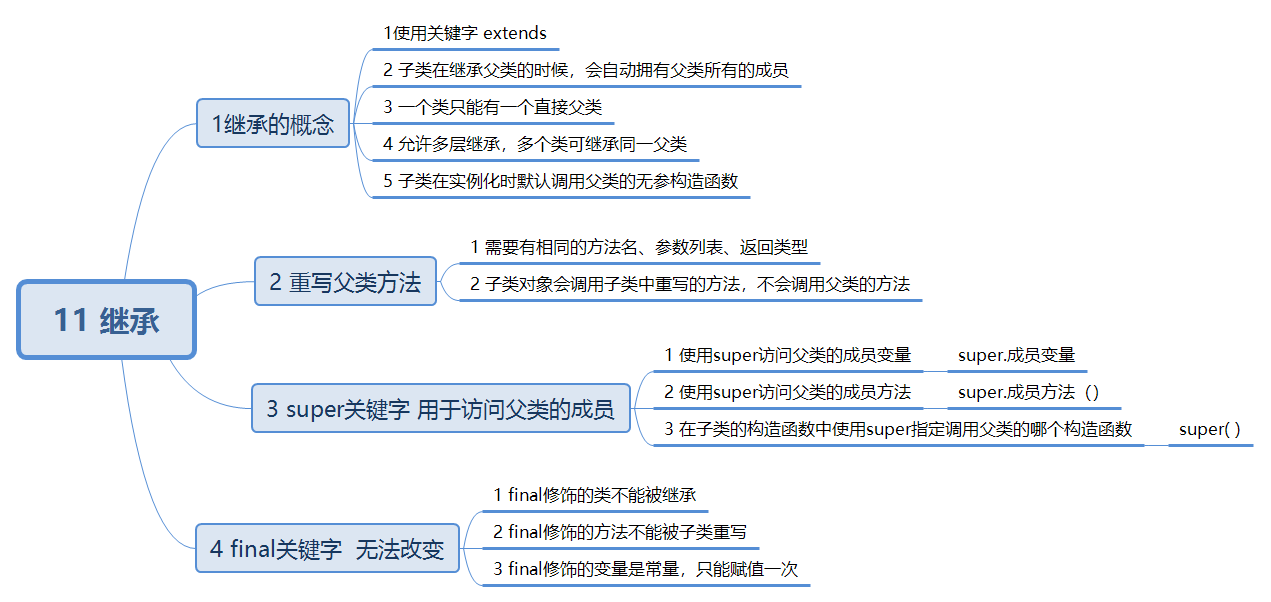 11 继承
1继承的概念
1使用关键字 extends
2 子类在继承父类的时候，会自动拥有父类所有的成员
3 一个类只能有一个直接父类
4 允许多层继承，多个类可继承同一父类
5 子类在实例化时默认调用父类的无参构造函数
2 重写父类方法
1 需要有相同的方法名、参数列表、返回类型
2 子类对象会调用子类中重写的方法，不会调用父类的方法
3 super关键字 用于访问父类的成员
1 使用super访问父类的成员变量
super.成员变量
2 使用super访问父类的成员方法
super.成员方法（）
3 在子类的构造函数中使用super指定调用父类的哪个构造函数
super( )
4 final关键字  无法改变
1 final修饰的类不能被继承
2 final修饰的方法不能被子类重写
3 final修饰的变量是常量，只能赋值一次